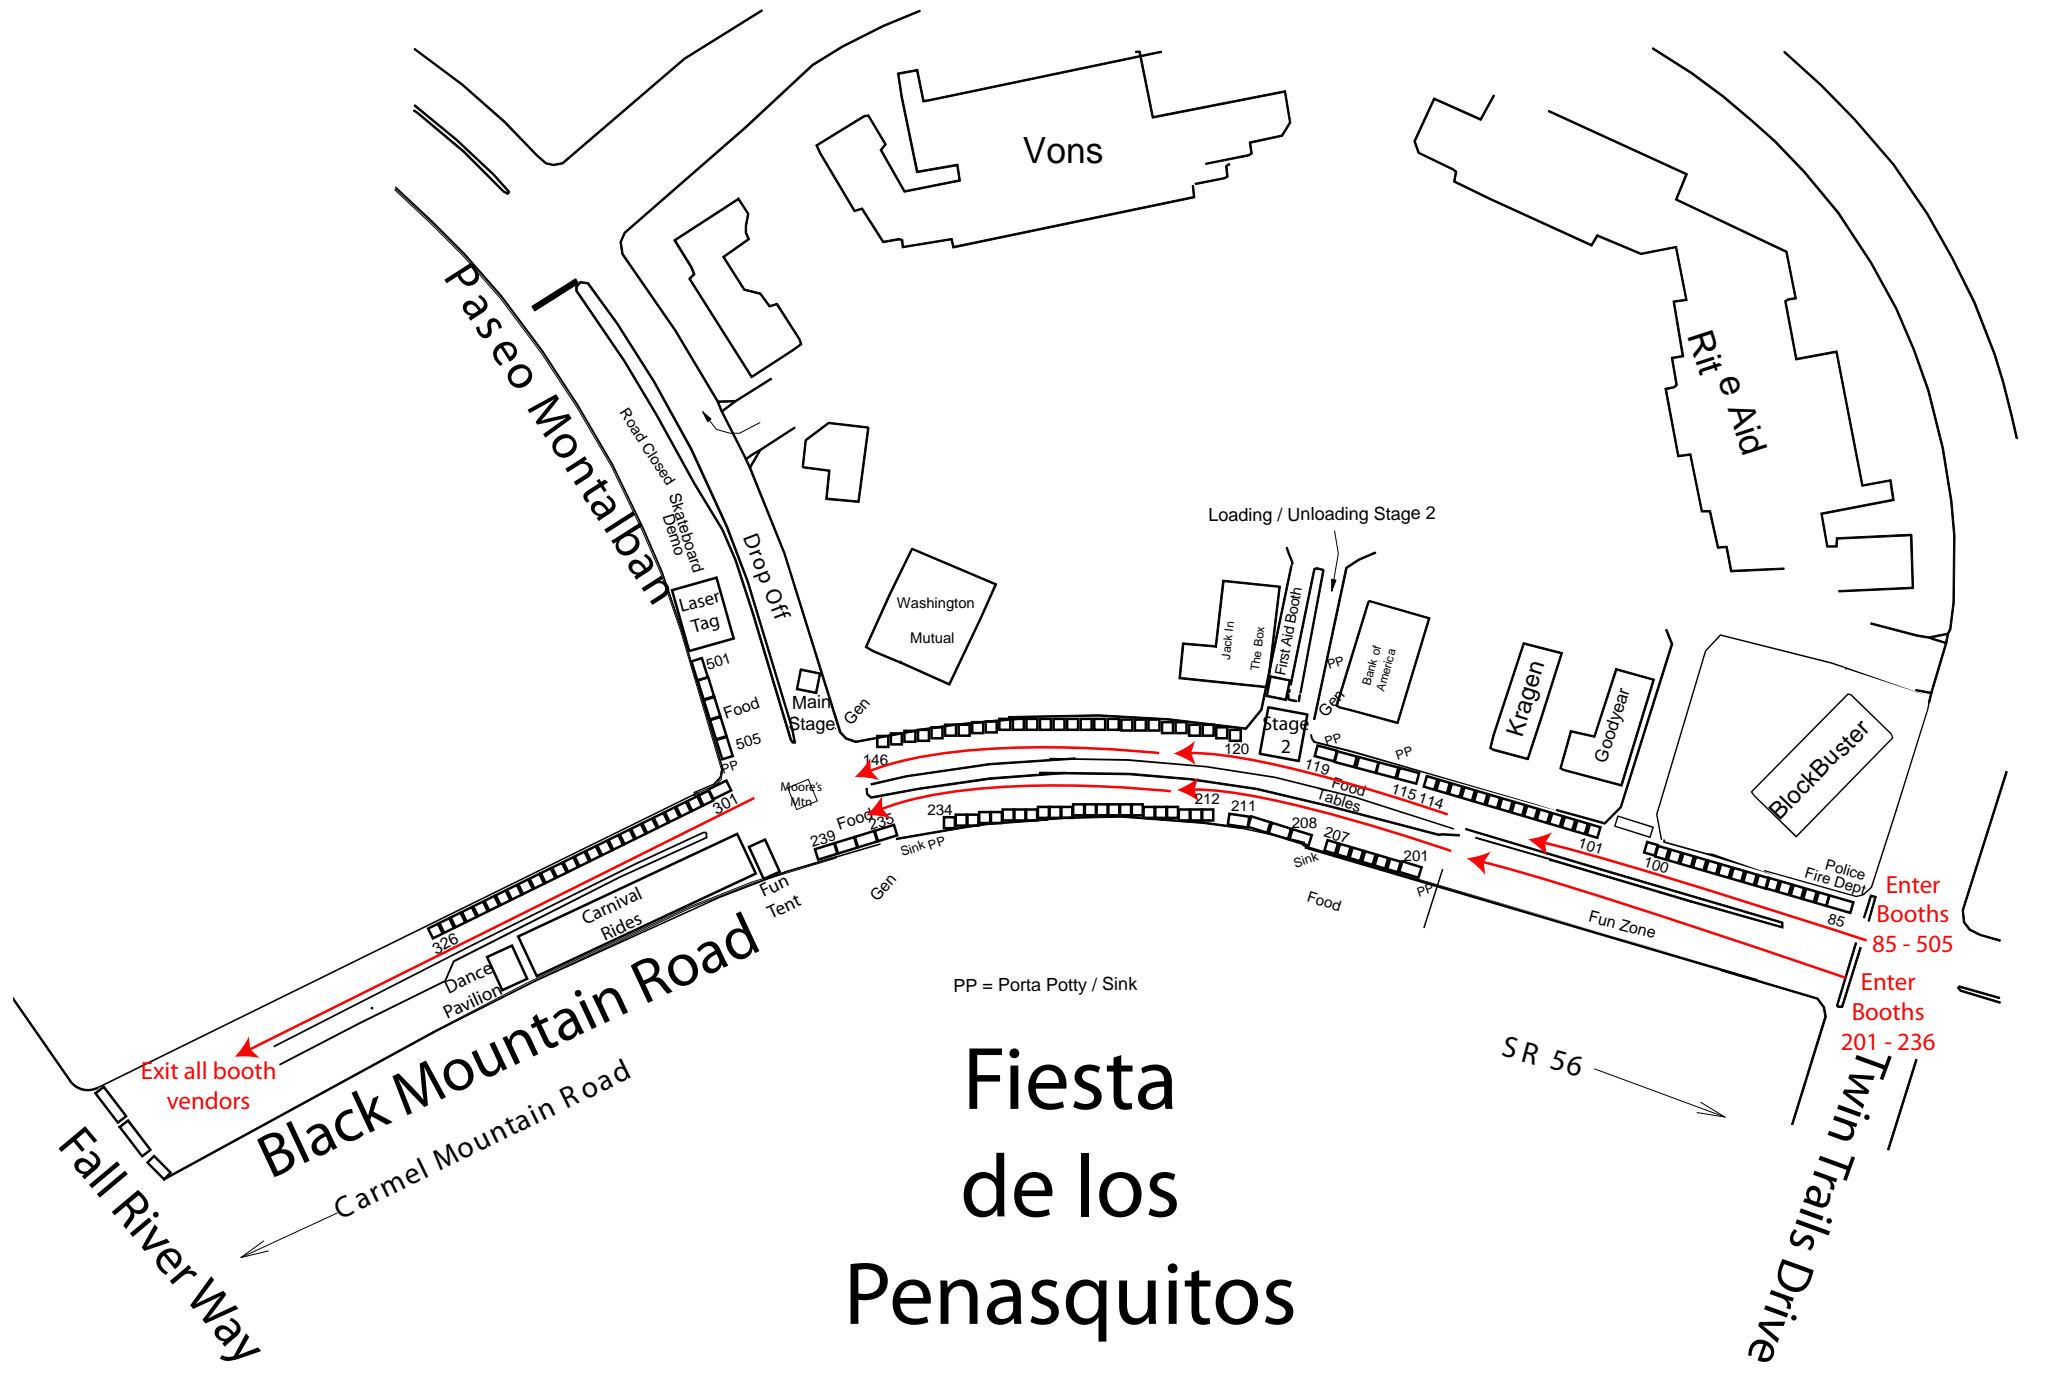 Vons
Rite Aid
Paseo Montalban
Road Closed
Skateboard
Demo
Drop Off
Loading / Unloading Stage 2
Laser
Tag
501
Food
505
PP
Washington
Mutual
Main
Stage
Gen
Jack In
The Box
First Aid Booth
PP
Gen
Bank of
America
Kragen
Goodyear
BlockBuster
Stage
2
146
120
PP
PP
119
115
114
Food
Tables
101
100
Police
Fire Dept
85
Moore's
Mtn
301
326
239
Food
235
234
212
211
208
207
201
Sink
PP
Gen
Sink
Food
PP
Fun Zone
Enter
Booths
85 - 505
Enter
Booths
201 - 236
Fun
Tent
Carnival
Rides
Dance
Pavilion
Exit all booth
vendors
Black Mountain Road
Carmel Mountain Road
Fall River Way
PP = Porta Potty / Sink
SR 56
Twin Trails Drive
Fiesta
de los
Penasquitos